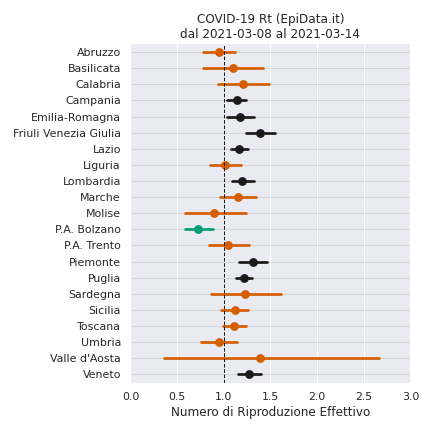 COVID-19 Rt (EpiData.it)
dal 2021-03-08 al 2021-03-14
Abruzzo
Basilicata
Calabria
Campania
Emilia-Romagna
Friuli Venezia Giulia
Lazio
Liguria
Lombardia
Marche
Molise
P.A. Bolzano
P.A. Trento
Piemonte
Puglia
Sardegna
Sicilia
Toscana
Umbria
Valle d'Aosta
Veneto
0.0 0.5 1.0 1.5 2.0 2.5 3.0
Numero di Riproduzione Effettivo